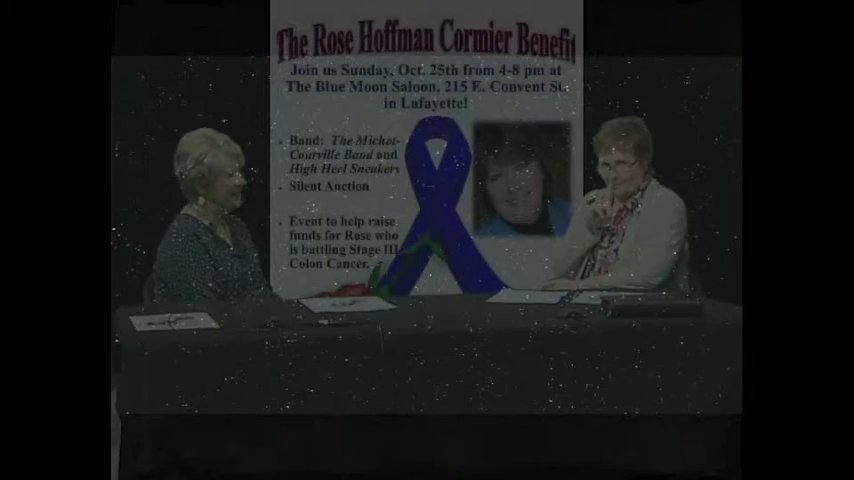 The Rose Hoffman Cormier Benefit
Join us Sunday, Oct. 25th from 4-8 pm at
The Blue Moon Saloon, 215 E. Convent St.
in Lafayette!
Band: The Michot-
Courville Band and
High Heel Sneakers
Silent Auction
Event to help raise
funds for Rose who
is battling Stage III
Colon Cancer.